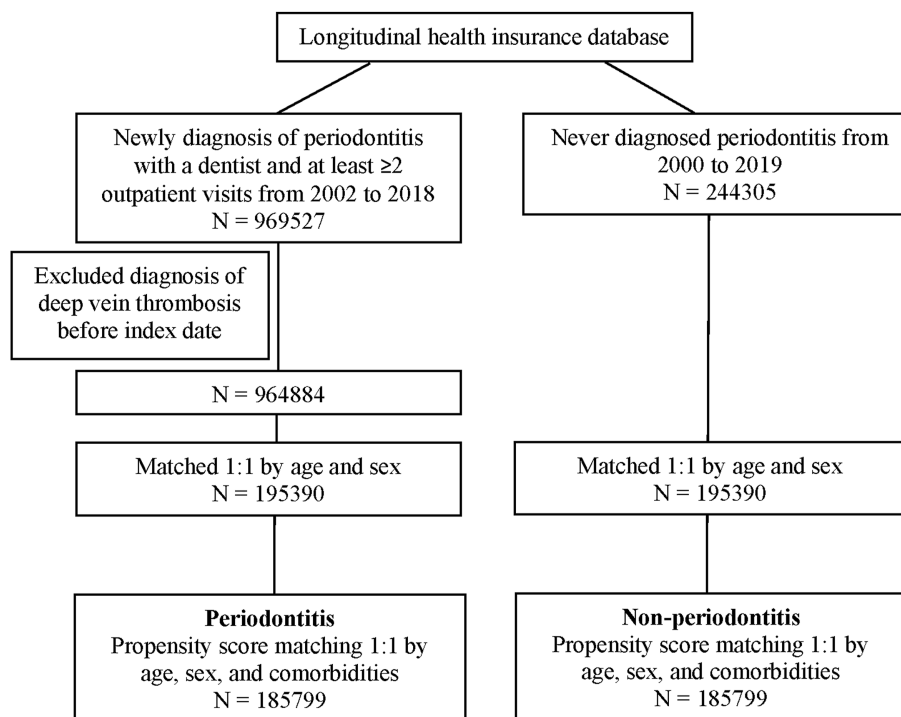 Longitudinal health insurance database
Newly diagnosis of periodontitis
with a dentist and at least ≥2
outpatient visits from 2002 to 2018
N = 969527
Never diagnosed periodontitis from
2000 to 2019
N = 244305
Excluded diagnosis of
deep vein thrombosis
before index date
N = 964884
Matched 1:1 by age and sex
N = 195390
Matched 1:1 by age and sex
N = 195390
Periodontitis
Propensity score matching 1:1 by
age, sex, and comorbidities
N = 185799
Non-periodontitis
Propensity score matching 1:1 by
age, sex, and comorbidities
N = 185799